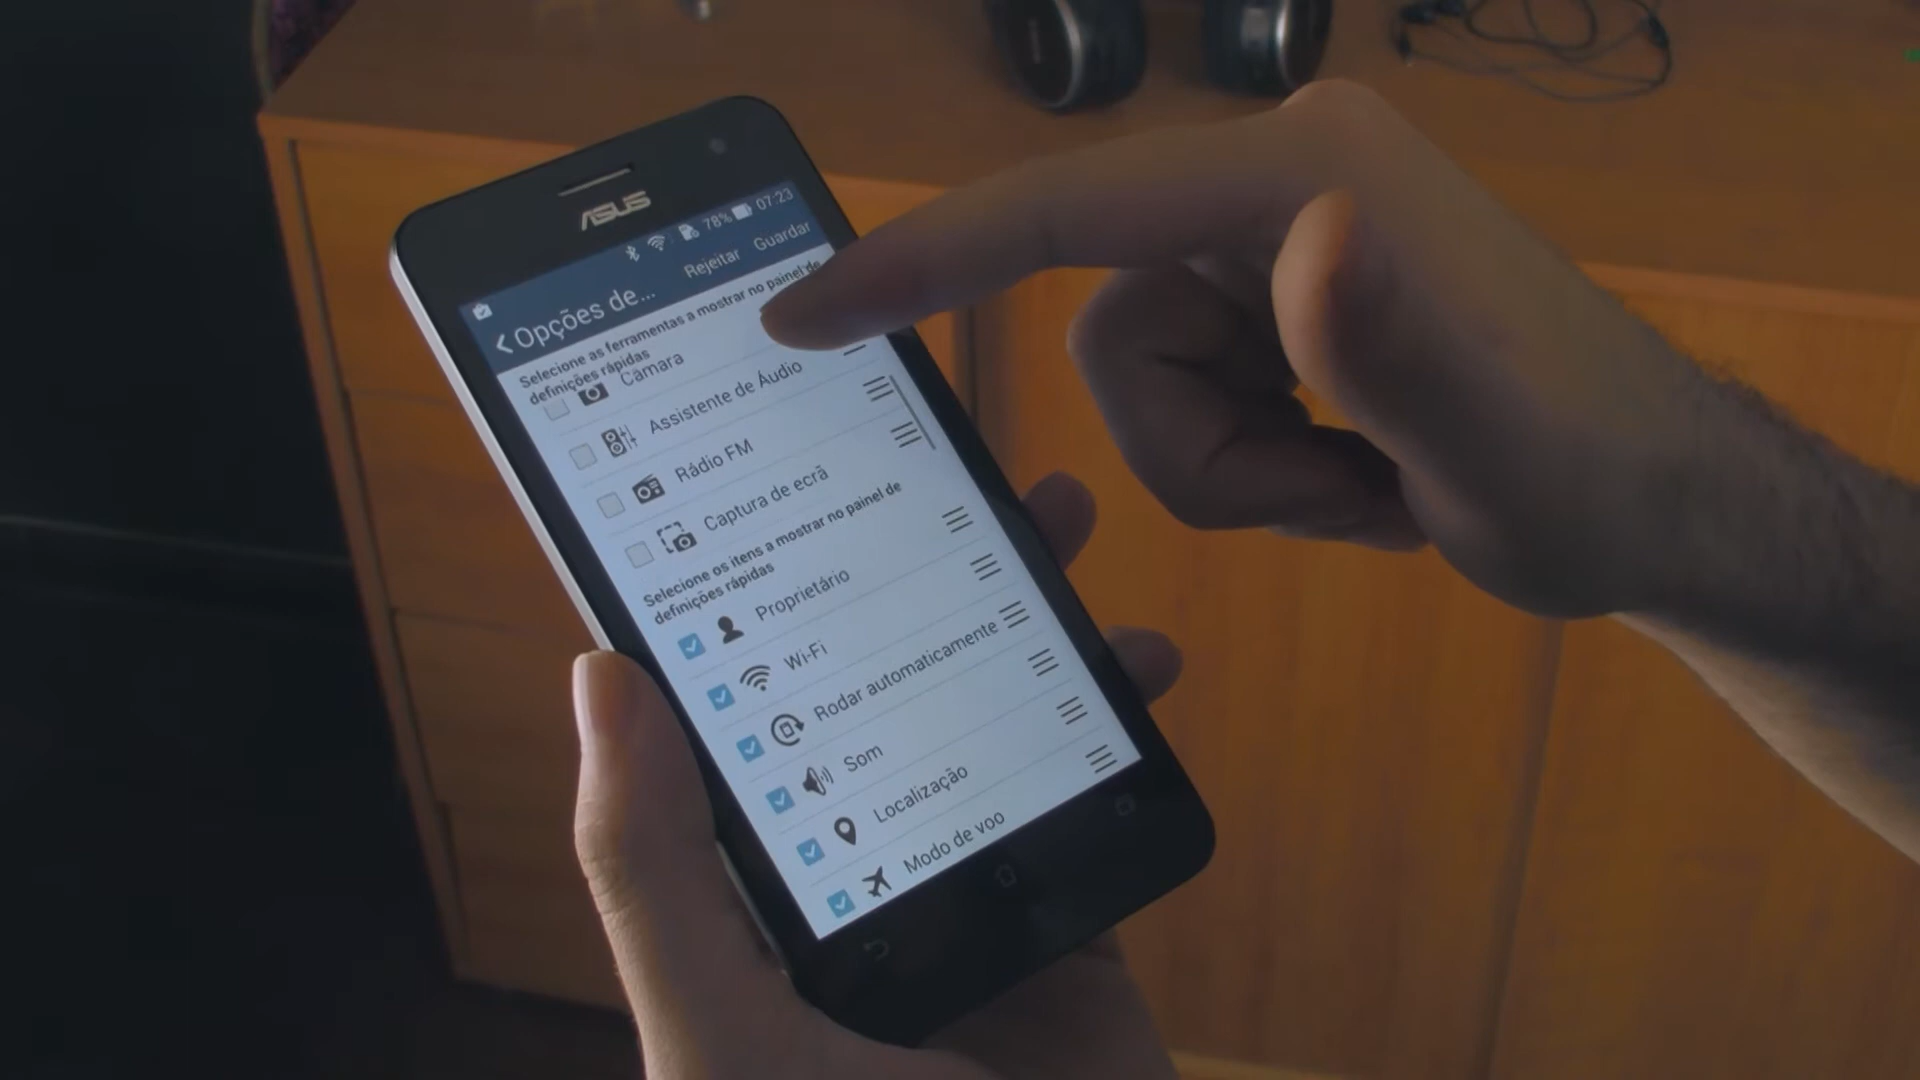 ASUS
78% 07:23
Opções de... Rejeitar Guardar
Selecione as ferramentas a mostrar no painel de
definições rápidas
Câmara
Assistente de Áudio
Rádio FM
Captura de ecrã
Selecione os itens a mostrar no painel de
definições rápidas
Proprietário
Wi-Fi
Rodar automaticamente
Som
Localização
Modo de voo